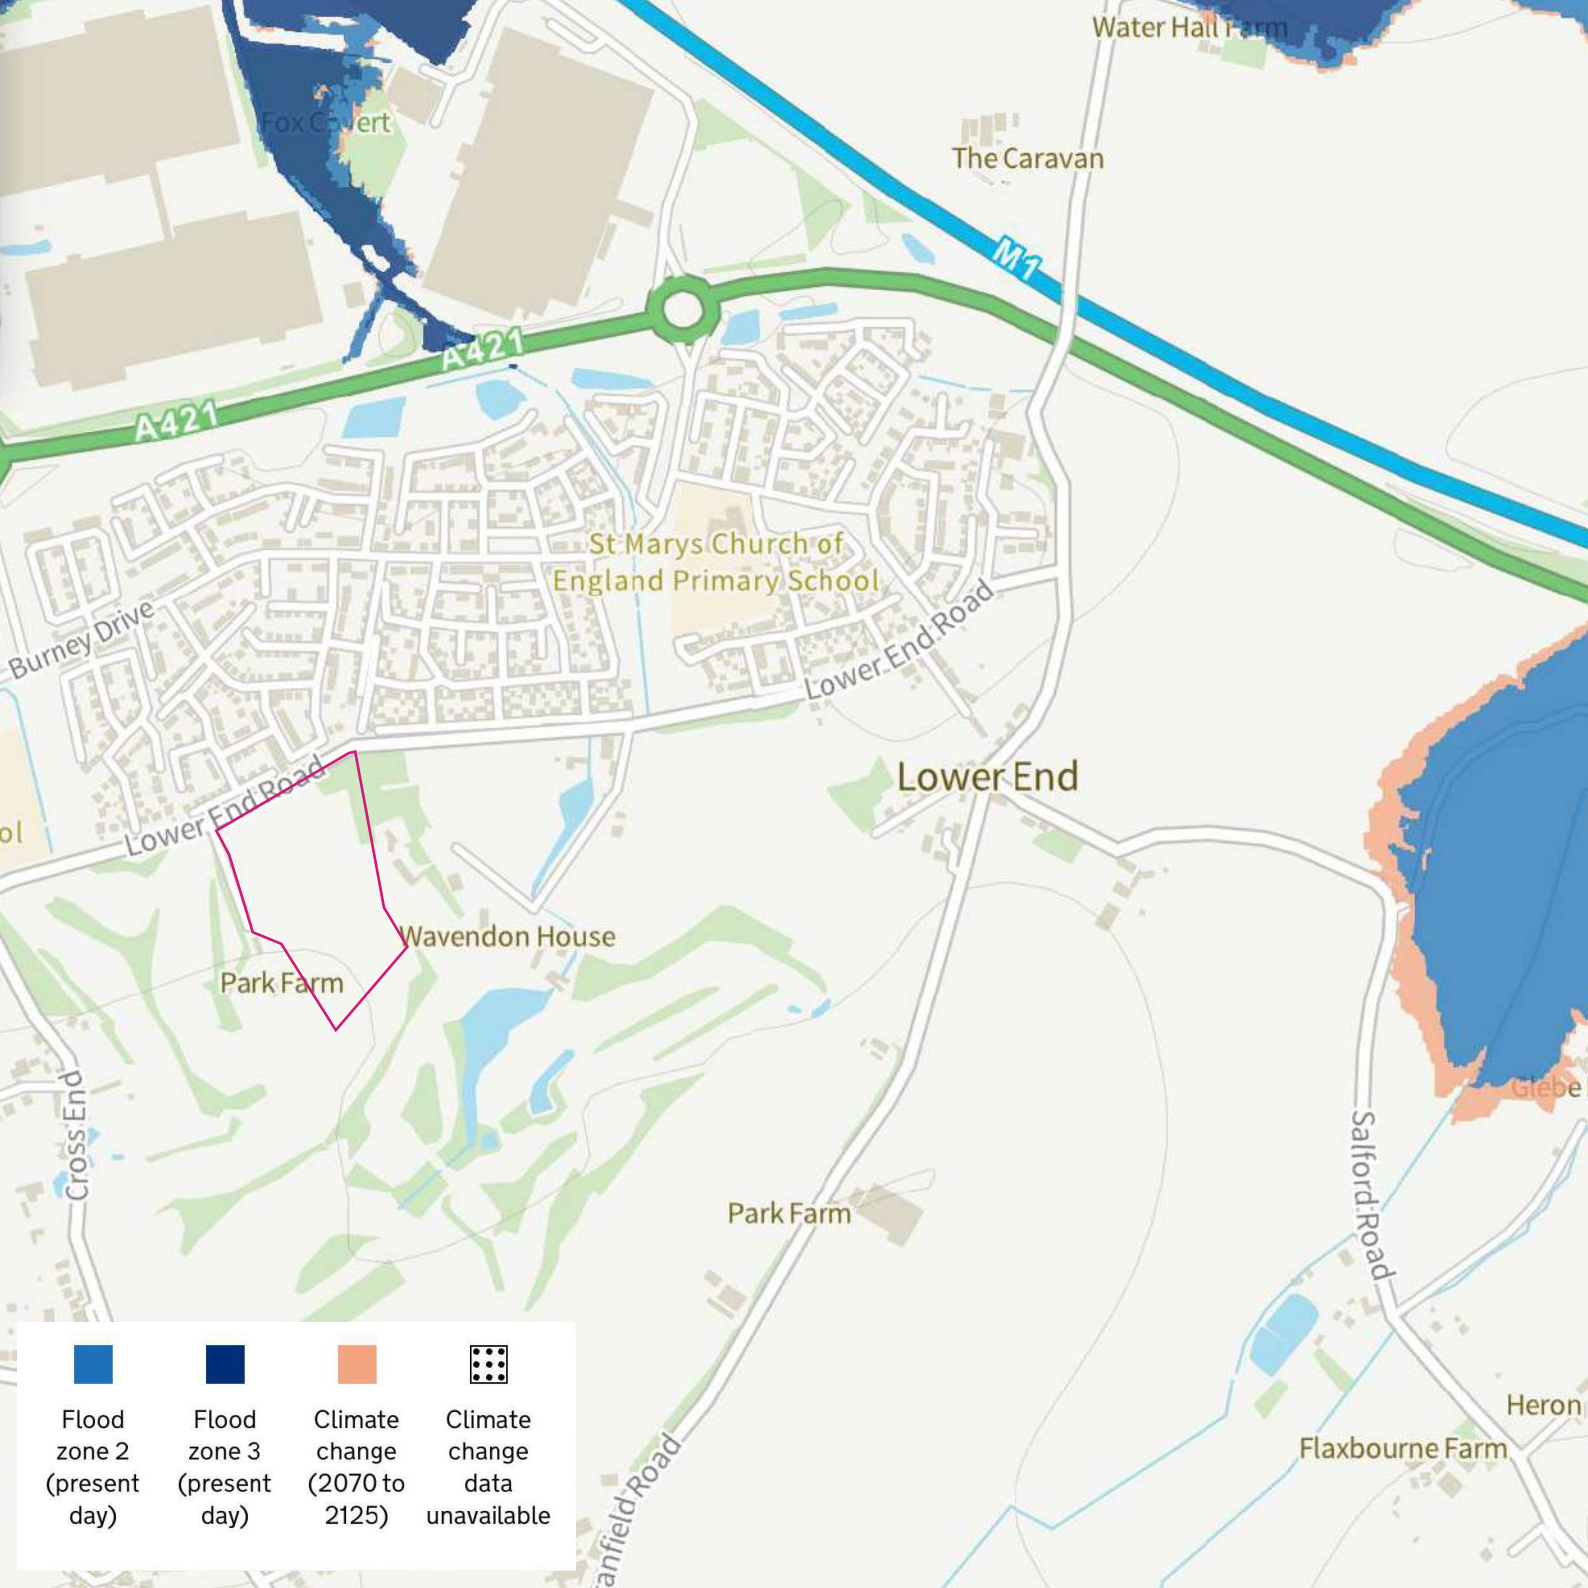 Water Hall Farm
Fox Covert
The Caravan
M1
A421
A421
St Marys Church of
England Primary School
Burney Drive
Lower End Road
Lower End Road
Lower End
ol
Wavendon House
Park Farm
Glebe
Cross End
Salford Road
Park Farm
Heron
Flaxbourne Farm
anfield Road
Flood
zone 2
(present
day)
Flood
zone 3
(present
day)
Climate
change
(2070 to
2125)
Climate
change
data
unavailable